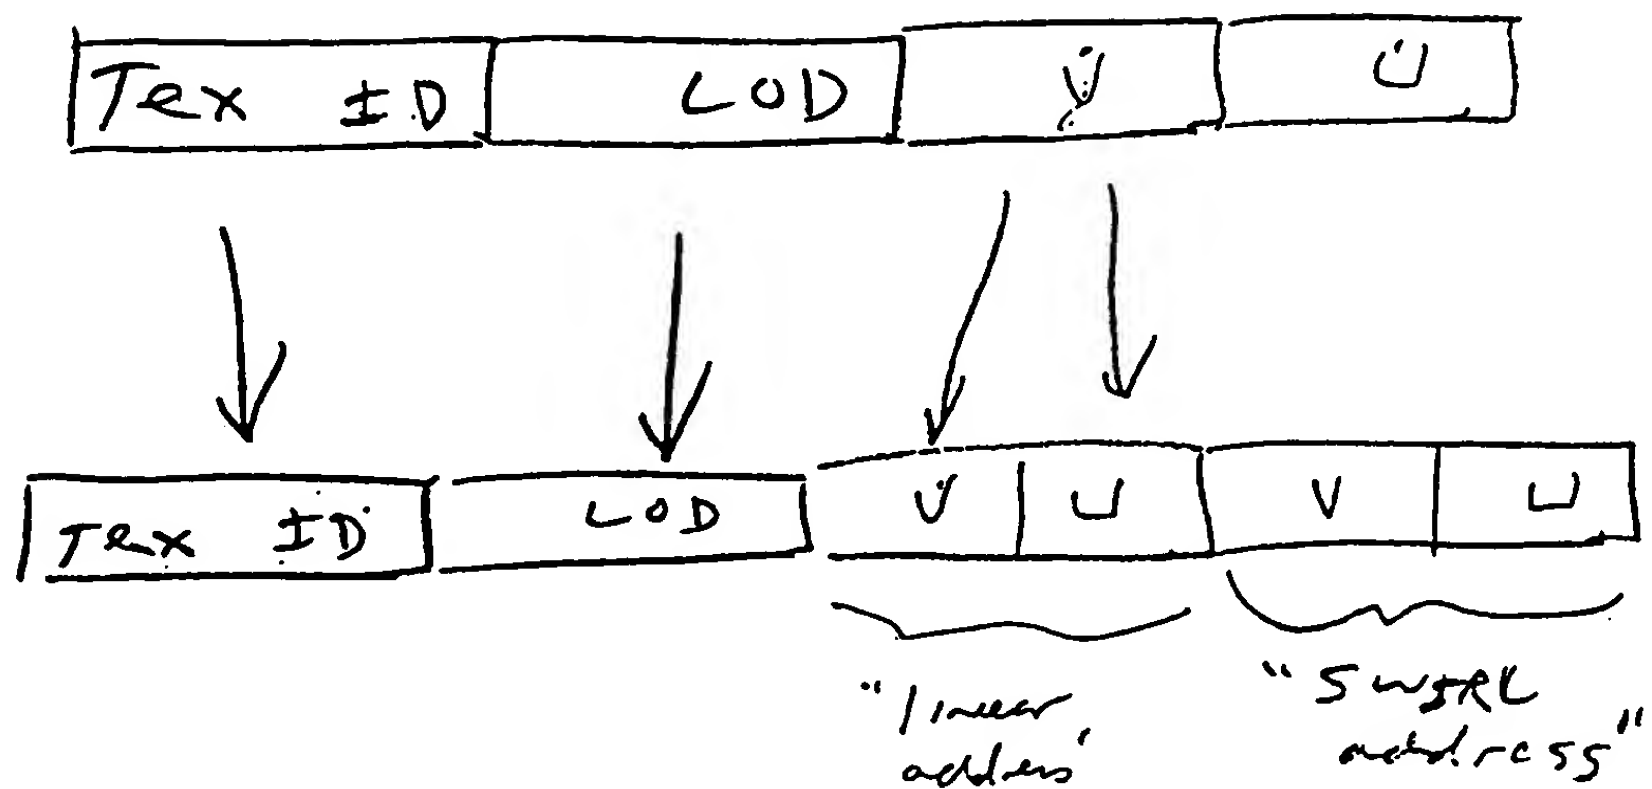 Tex ID LOD V U
Tex ID LOD V U V U
"linear
address"
"SWIRL
address"